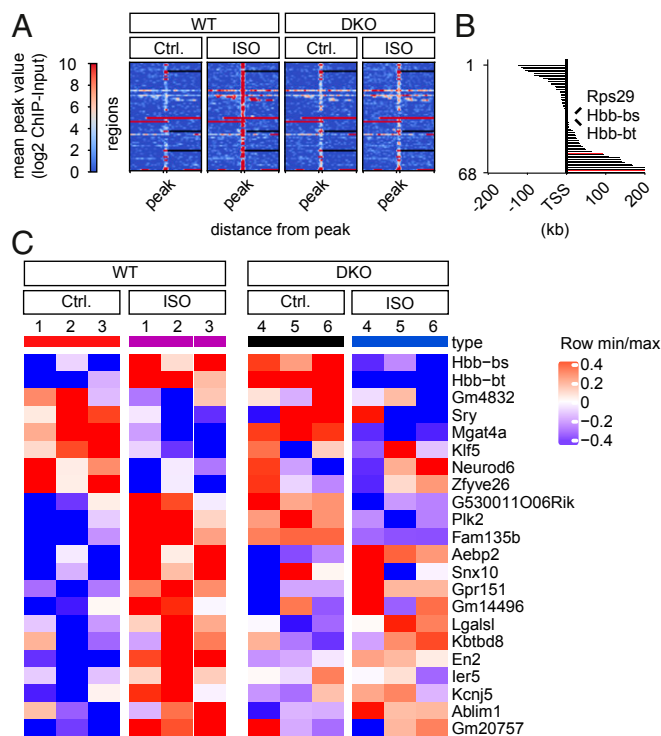 A
WT
DKO
Ctrl.
ISO
Ctrl.
ISO
mean peak value
(log2 ChIP-Input)
10
8
6
4
2
0
regions
peak
peak
peak
peak
distance from peak
B
1
68
Rps29
Hbb-bs
Hbb-bt
-200
-100
TSS
100
200
(kb)
C
WT
DKO
Ctrl.
ISO
Ctrl.
ISO
1 2 3 1 2 3 4 5 6 4 5 6
type
Hbb−bs
Hbb−bt
Gm4832
Sry
Mgat4a
Klf5
Neurod6
Zfyve26
G530011O06Rik
Plk2
Fam135b
Aebp2
Snx10
Gpr151
Gm14496
Lgalsl
Kbtbd8
En2
Ier5
Kcnj5
Ablim1
Gm20757
Row min/max
0.4
0.2
0
−0.2
−0.4